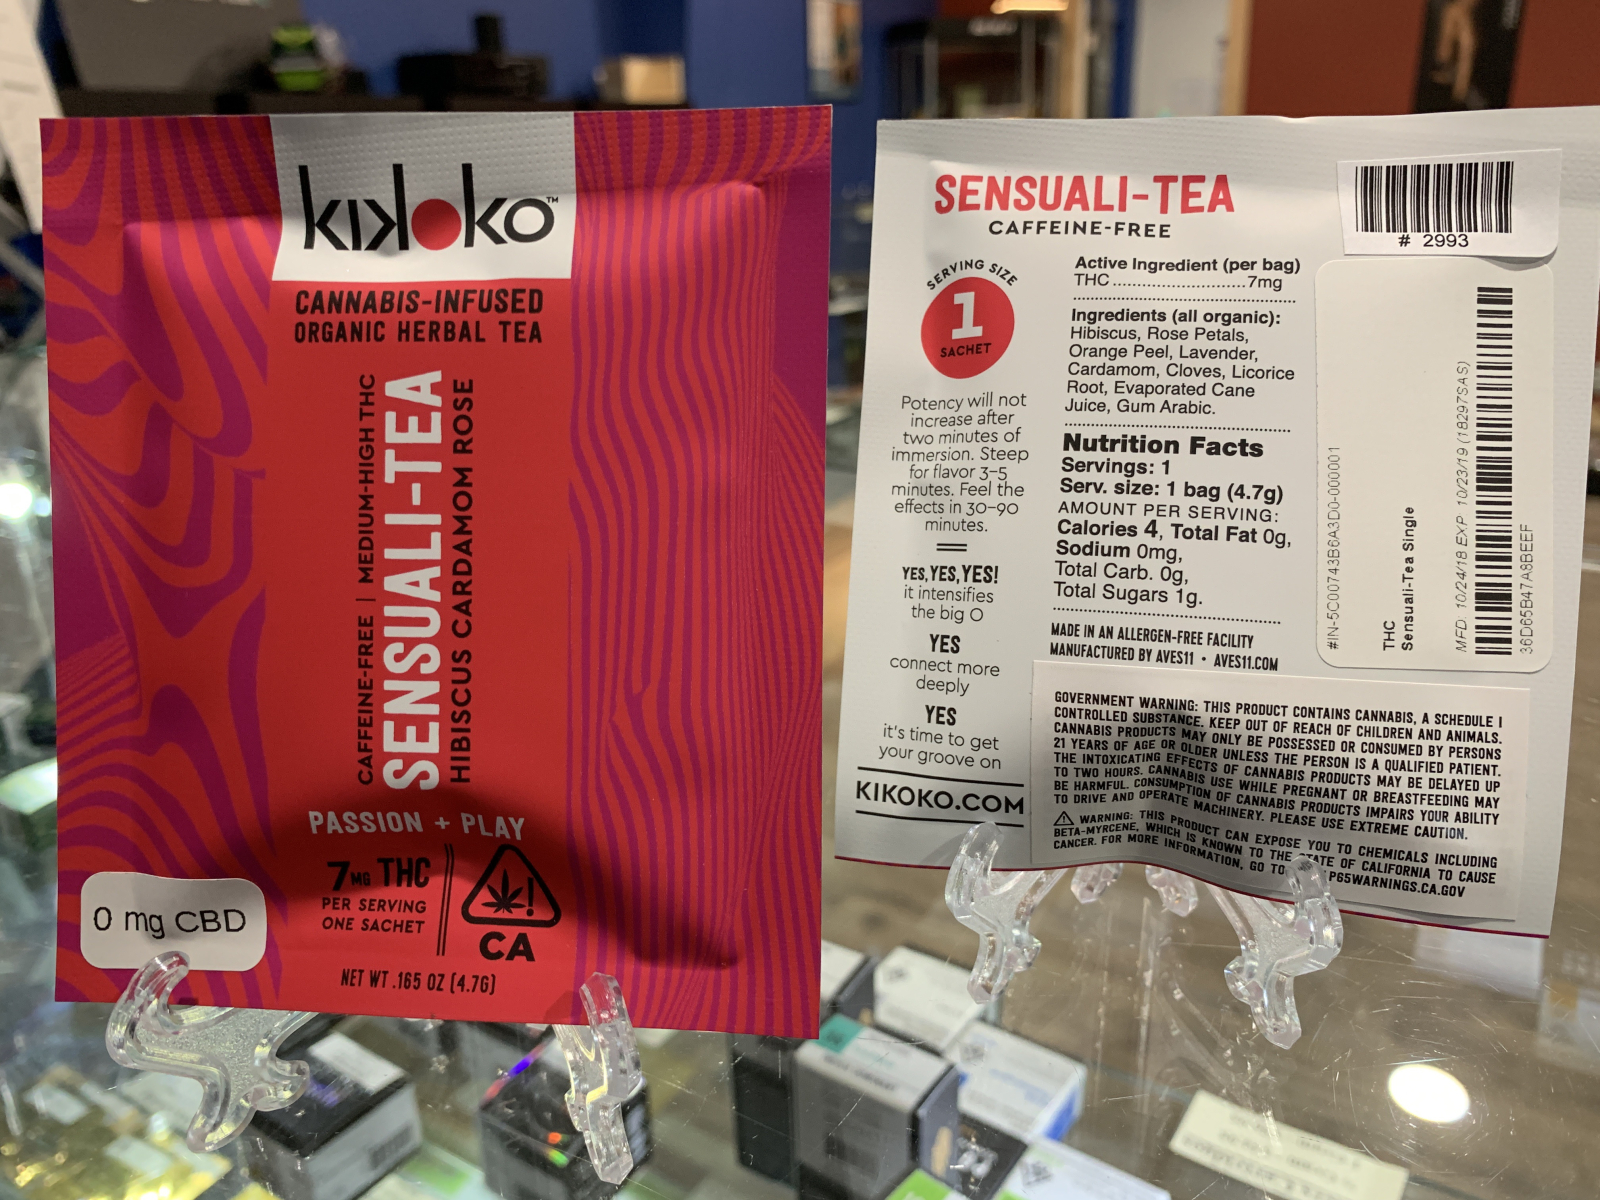 kikoko™
CANNABIS-INFUSED
ORGANIC HERBAL TEA
CAFFEINE-FREE | MEDIUM-HIGH THC
SENSUALI-TEA
HIBISCUS CARDAMOM ROSE
PASSION + PLAY
7MG THC
PER SERVING
ONE SACHET
CA
NET WT .165 OZ (4.7G)
0 mg CBD
SENSUALI-TEA
CAFFEINE-FREE
SERVING SIZE
1
SACHET
Potency will not
increase after
two minutes of
immersion. Steep
for flavor 3-5
minutes. Feel the
effects in 30-90
minutes.
YES, YES, YES!
it intensifies
the big O
YES
connect more
deeply
YES
it's time to get
your groove on
KIKOKO.COM
Active Ingredient (per bag)
THC..........................7mg
Ingredients (all organic):
Hibiscus, Rose Petals,
Orange Peel, Lavender,
Cardamom, Cloves, Licorice
Root, Evaporated Cane
Juice, Gum Arabic.
Nutrition Facts
Servings: 1
Serv. size: 1 bag (4.7g)
AMOUNT PER SERVING:
Calories 4, Total Fat 0g,
Sodium 0mg,
Total Carb. 0g,
Total Sugars 1g.
MADE IN AN ALLERGEN-FREE FACILITY
MANUFACTURED BY AVES11 • AVES11.COM
# 2993
#IN-5C00743B6A3D0-000001
THC
Sensuali-Tea Single
MFD: 10/24/18 EXP: 10/23/19 (18297SAS)
36D65B47A8BEEF
GOVERNMENT WARNING: THIS PRODUCT CONTAINS CANNABIS, A SCHEDULE I
CONTROLLED SUBSTANCE. KEEP OUT OF REACH OF CHILDREN AND ANIMALS.
CANNABIS PRODUCTS MAY ONLY BE POSSESSED OR CONSUMED BY PERSONS
21 YEARS OF AGE OR OLDER UNLESS THE PERSON IS A QUALIFIED PATIENT.
THE INTOXICATING EFFECTS OF CANNABIS PRODUCTS MAY BE DELAYED UP
TO TWO HOURS. CANNABIS USE WHILE PREGNANT OR BREASTFEEDING MAY
BE HARMFUL. CONSUMPTION OF CANNABIS PRODUCTS IMPAIRS YOUR ABILITY
TO DRIVE AND OPERATE MACHINERY. PLEASE USE EXTREME CAUTION.
WARNING: THIS PRODUCT CAN EXPOSE YOU TO CHEMICALS INCLUDING
BETA-MYRCENE, WHICH IS KNOWN TO THE STATE OF CALIFORNIA TO CAUSE
CANCER. FOR MORE INFORMATION, GO TO P65WARNINGS.CA.GOV